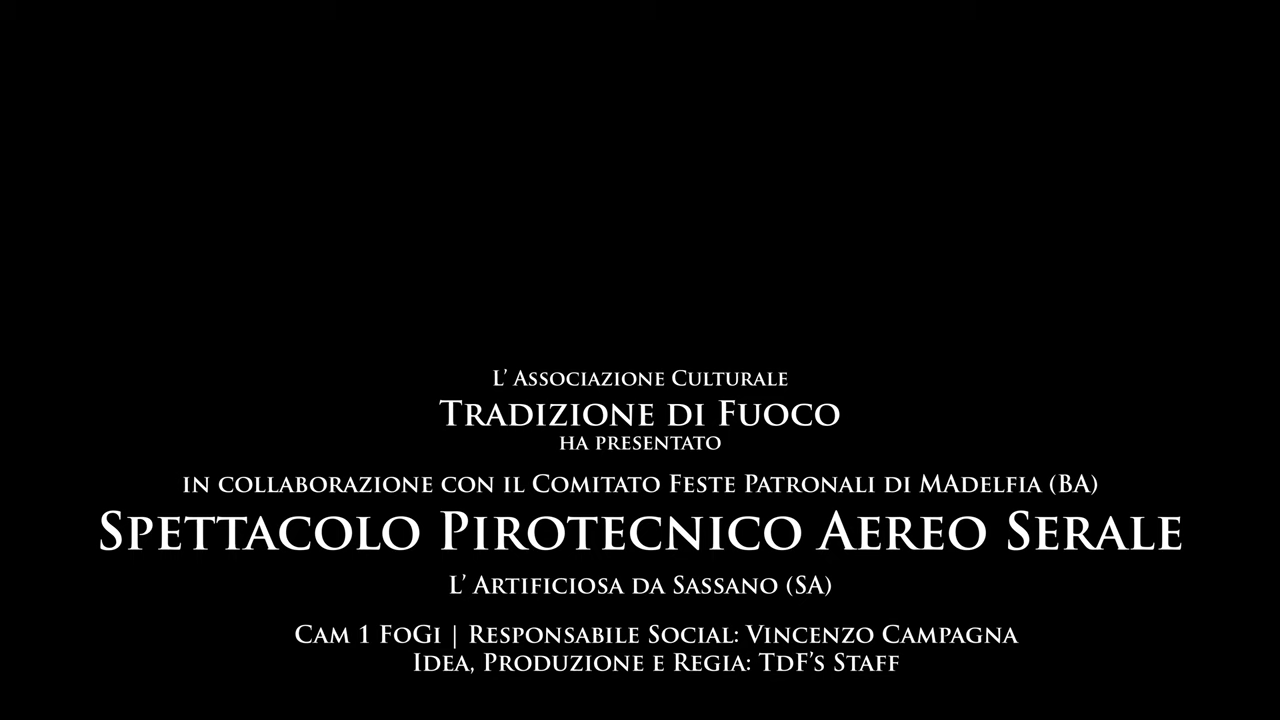 L' Associazione Culturale
Tradizione di Fuoco
ha presentato
in collaborazione con il Comitato Feste Patronali di MAdelfia (BA)
Spettacolo Pirotecnico Aereo Serale
L' Artificiosa da Sassano (SA)
Cam 1 FoGi | Responsabile Social: Vincenzo Campagna
Idea, Produzione e Regia: TdF's Staff